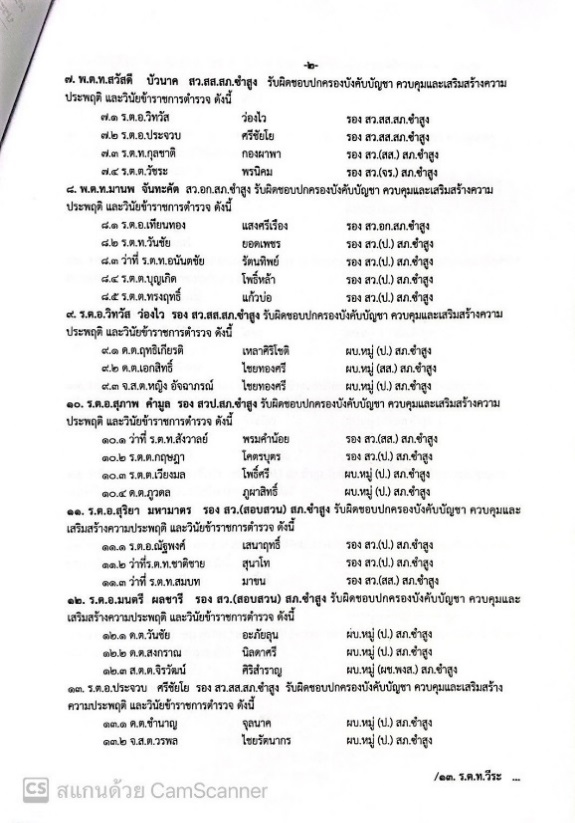 -๒-
๗. พ.ต.ท.สวัสดี บัวนาค สว.สส.สภ.ซำสูง รับผิดชอบปกครองบังคับบัญชา ควบคุมและเสริมสร้างความ
ประพฤติ และวินัยข้าราชการตำรวจ ดังนี้
๗.๑ ร.ต.อ.วิทวัส ว่องไว รอง สว.สส.สภ.ซำสูง
๗.๒ ร.ต.อ.ประจวบ ศรีชัยโย รอง สว.สส.สภ.ซำสูง
๗.๓ ร.ต.ท.กุลชาติ กองผาพา รอง สว.(สส.) สภ.ซำสูง
๗.๔ ร.ต.ต.วัชระ พรนิคม รอง สว.(จร.) สภ.ซำสูง
๘. พ.ต.ท.มานพ จันทะคัต สว.อก.สภ.ซำสูง รับผิดชอบปกครองบังคับบัญชา ควบคุมและเสริมสร้างความ
ประพฤติ และวินัยข้าราชการตำรวจ ดังนี้
๘.๑ ร.ต.อ.เทียนทอง แสงศรีเรือง รอง สว.อก.สภ.ซำสูง
๘.๒ ร.ต.ท.วันชัย ยอดเพชร รอง สว.(ป.) สภ.ซำสูง
๘.๓ ว่าที่ ร.ต.ท.อนันตชัย รัตนทิพย์ รอง สว.(ป.) สภ.ซำสูง
๘.๔ ร.ต.ต.บุญเกิด โพธิ์หล้า รอง สว.(ป.) สภ.ซำสูง
๘.๕ ร.ต.ต.ทรงฤทธิ์ แก้วบ่อ รอง สว.(ป.) สภ.ซำสูง
๙. ร.ต.อ.วิทวัส ว่องไว รอง สว.สส.สภ.ซำสูง รับผิดชอบปกครองบังคับบัญชา ควบคุมและเสริมสร้างความ
ประพฤติ และวินัยข้าราชการตำรวจ ดังนี้
๙.๑ ด.ต.ฤทธิเกียรติ เหลาศิริโชติ ผบ.หมู่ (ป.) สภ.ซำสูง
๙.๒ ด.ต.เอกสิทธิ์ ไชยทองศรี ผบ.หมู่ (สส.) สภ.ซำสูง
๙.๓ จ.ส.ต.หญิง อัจฉาภรณ์ ไชยทองศรี ผบ.หมู่ (ป.) สภ.ซำสูง
๑๐. ร.ต.อ.สุภาพ คำมูล รอง สวป.สภ.ซำสูง รับผิดชอบปกครองบังคับบัญชา ควบคุมและเสริมสร้างความ
ประพฤติ และวินัยข้าราชการตำรวจ ดังนี้
๑๐.๑ ว่าที่ ร.ต.ท.สังวาลย์ พรมคำน้อย รอง สว.(สส.) สภ.ซำสูง
๑๐.๒ ร.ต.ต.กฤษฎา โคตรบุตร รอง สว.(ป.) สภ.ซำสูง
๑๐.๓ ร.ต.ต.เวียงมล โพธิ์ศรี ผบ.หมู่ (ป.) สภ.ซำสูง
๑๐.๔ ด.ต.ภูวดล ภูผาสิทธิ์ ผบ.หมู่ (ป.) สภ.ซำสูง
๑๑. ร.ต.อ.สุริยา มหามาตร รอง สว.(สอบสวน) สภ.ซำสูง รับผิดชอบปกครองบังคับบัญชา ควบคุมและ
เสริมสร้างความประพฤติ และวินัยข้าราชการตำรวจ ดังนี้
๑๑.๑ ร.ต.อ.ณัฐพงศ์ เสนาฤทธิ์ รอง สว.(ป.) สภ.ซำสูง
๑๑.๒ ว่าที่ร.ต.ท.ชาติชาย สุนาโท รอง สว.(ป.) สภ.ซำสูง
๑๑.๓ ว่าที่ ร.ต.ท.สมบท มาขน รอง สว.(สส.) สภ.ซำสูง
๑๒. ร.ต.อ.มนตรี ผลชารี รอง สว.(สอบสวน) สภ.ซำสูง รับผิดชอบปกครองบังคับบัญชา ควบคุมและ
เสริมสร้างความประพฤติ และวินัยข้าราชการตำรวจ ดังนี้
๑๒.๑ ด.ต.วันชัย อะภัยลุน ผบ.หมู่ (ป.) สภ.ซำสูง
๑๒.๒ ด.ต.สงกราณ นิลดาศรี ผบ.หมู่ (ป.) สภ.ซำสูง
๑๒.๓ ส.ต.ต.จิรวัฒน์ ศิริสำราญ ผบ.หมู่ (ผช.พงส.) สภ.ซำสูง
๑๓. ร.ต.อ.ประจวบ ศรีชัยโย รอง สว.สส.สภ.ซำสูง รับผิดชอบปกครองบังคับบัญชา ควบคุมและเสริมสร้าง
ความประพฤติ และวินัยข้าราชการตำรวจ ดังนี้
๑๓.๑ ด.ต.ชำนาญ จุลนาค ผบ.หมู่ (ป.) สภ.ซำสูง
๑๓.๒ จ.ส.ต.วรพล ไชยรัตนากร ผบ.หมู่ (ป.) สภ.ซำสูง
/๑๓. ร.ต.ท.วีระ ...
CS สแกนด้วย CamScanner